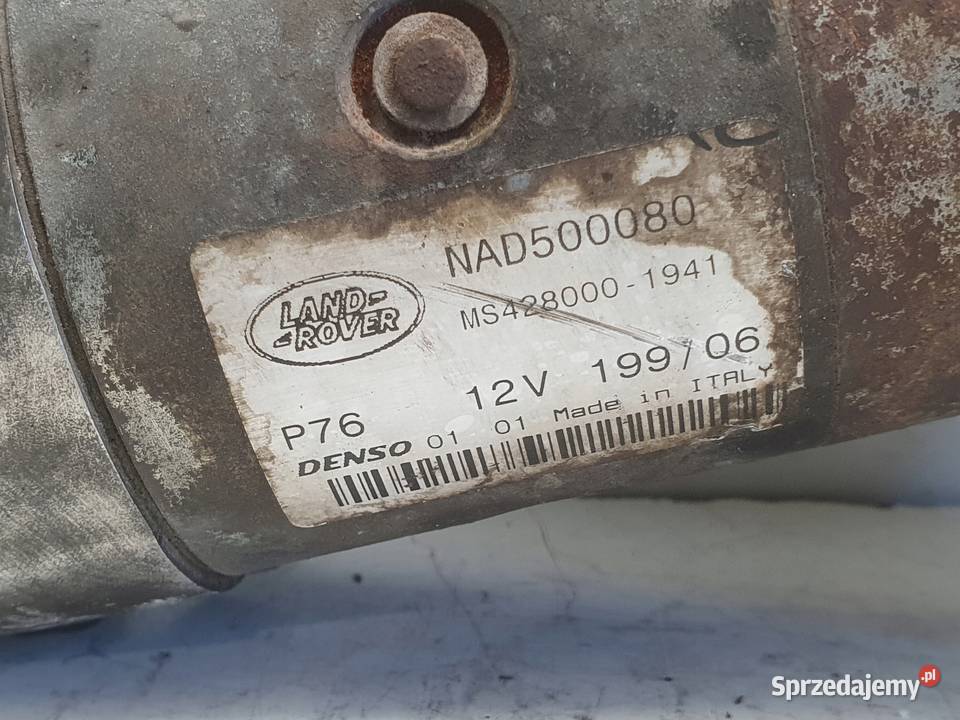 NAD500080
LAND-
-ROVER
MS428000-1941
P76 12V 199/06
DENSO 01 01 Made in ITALY
Sprzedajemy.pl